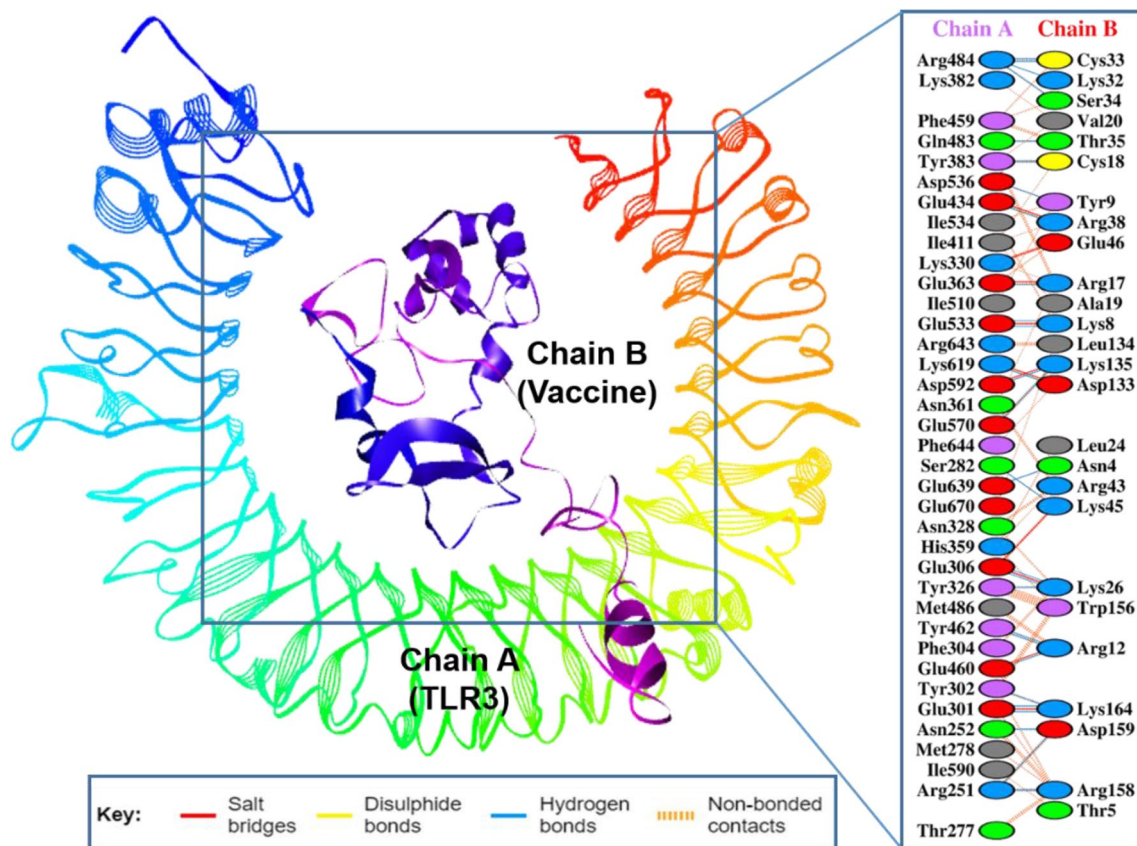 Chain A Chain B
Arg484 Cys33
Lys382 Lys32
Ser34
Phe459 Val20
Gln483 Thr35
Tyr383 Cys18
Asp536
Glu434 Tyr9
Ile534 Arg38
Ile411 Glu46
Lys330
Glu363 Arg17
Ile510 Ala19
Glu533 Lys8
Arg643 Leu134
Lys619 Lys135
Asp592 Asp133
Asn361
Glu570
Phe644 Leu24
Ser282 Asn4
Glu639 Arg43
Glu670 Lys45
Asn328
His359
Glu306
Tyr326 Lys26
Met486 Trp156
Tyr462
Phe304 Arg12
Glu460
Tyr302
Glu301 Lys164
Asn252 Asp159
Met278
Ile590
Arg251 Arg158
Thr5
Thr277
Chain B
(Vaccine)
Chain A
(TLR3)
Key: Salt bridges Disulphide bonds Hydrogen bonds Non-bonded contacts